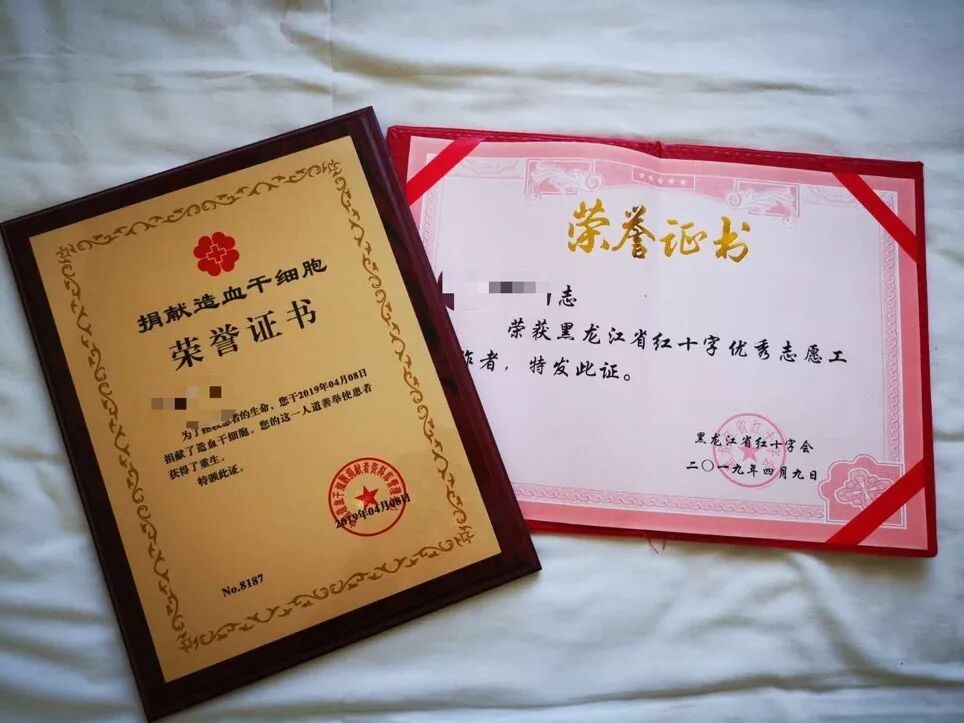 捐献造血干细胞
荣誉证书
为了拯救患者的生命，您于2019年04月08日
捐献了造血干细胞。您的这一人道善举使患者
获得了重生。
特颁此证。
2019年04月08日
No.8187
荣誉证书
志
荣获黑龙江省红十字优秀志愿工
作者，特发此证。
黑龙江省红十字会
二〇一九年四月九日